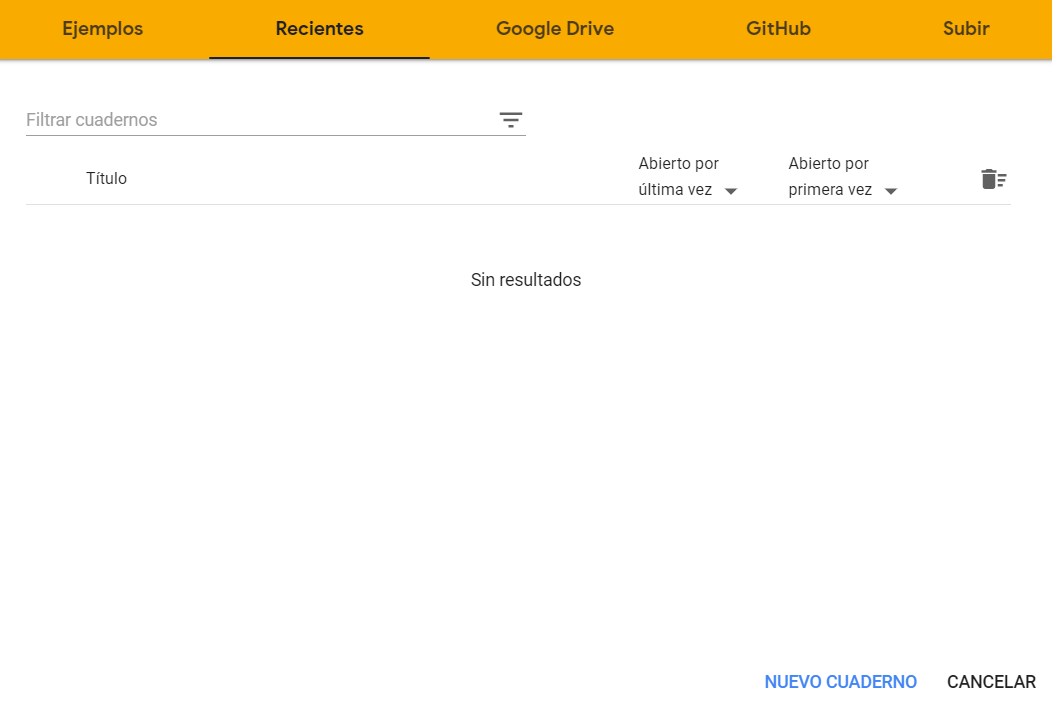 Ejemplos
Recientes
Google Drive
GitHub
Subir
Filtrar cuadernos
Título
Abierto por
última vez
Abierto por
primera vez
Sin resultados
NUEVO CUADERNO
CANCELAR